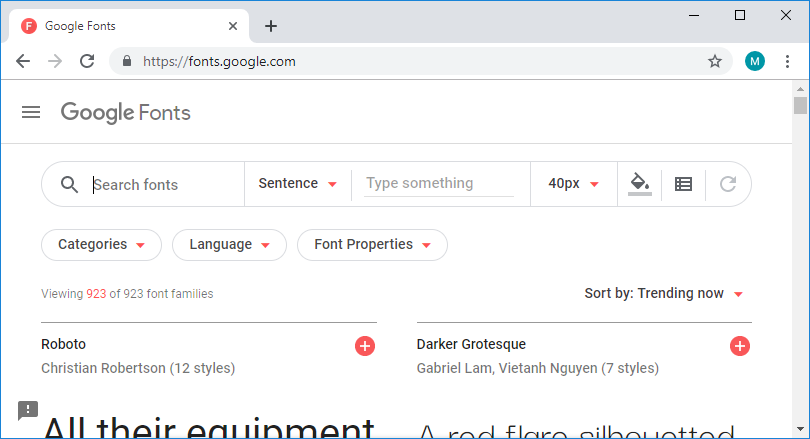 Google Fonts
https://fonts.google.com
M
Google Fonts
Search fonts
Sentence
Type something
40px
Categories
Language
Font Properties
Viewing 923 of 923 font families
Sort by: Trending now
Roboto
Christian Robertson (12 styles)
Darker Grotesque
Gabriel Lam, Vietanh Nguyen (7 styles)
All their equipment
A red flare silhouetted